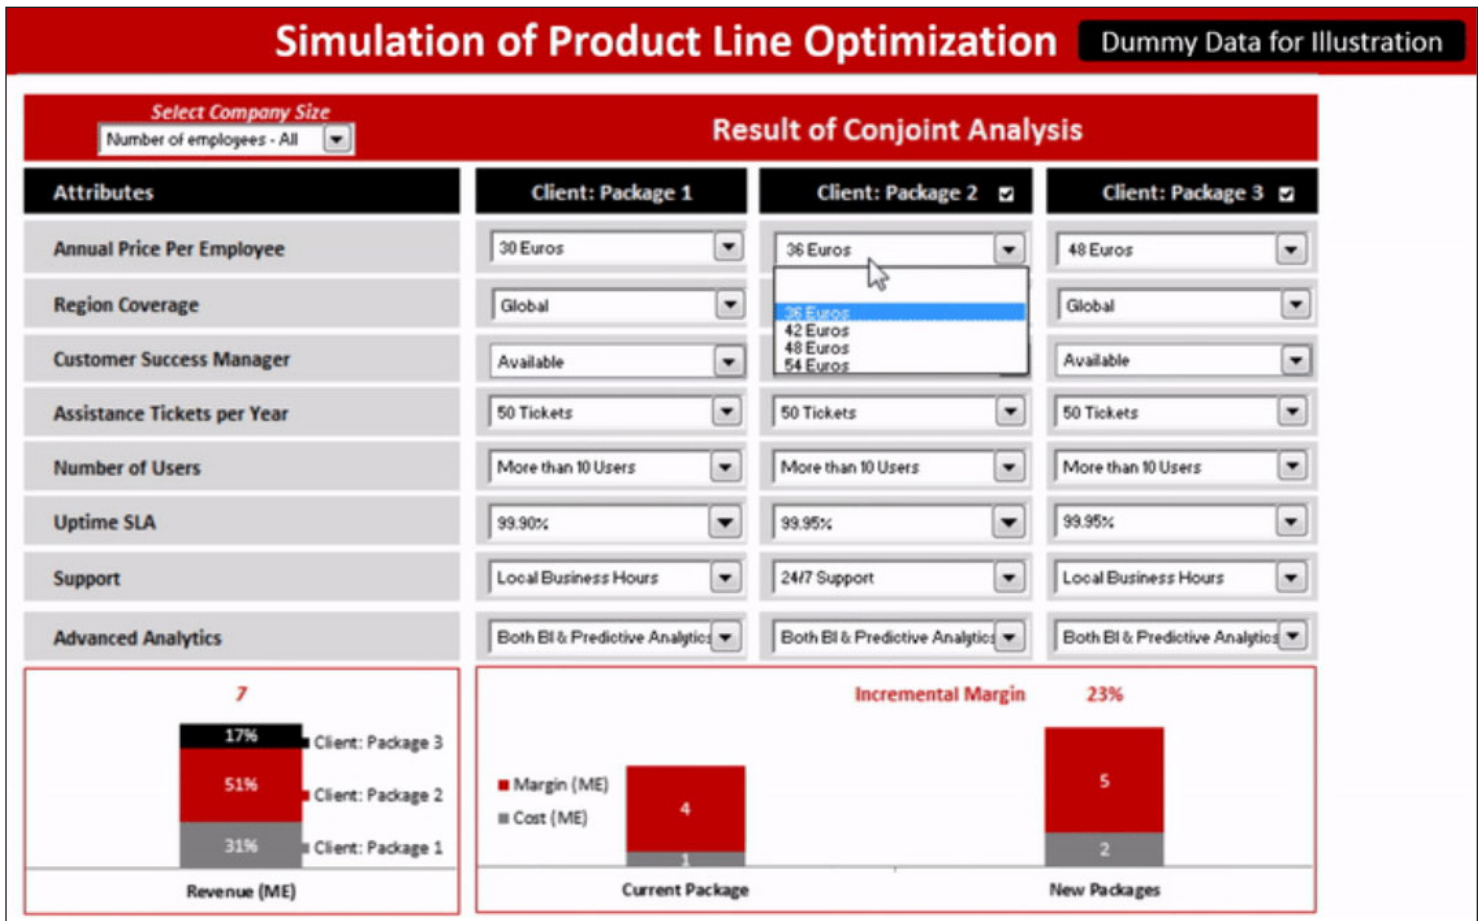 Simulation of Product Line Optimization Dummy Data for Illustration
Select Company Size
Number of employees - All
Result of Conjoint Analysis
Attributes Client: Package 1 Client: Package 2 Client: Package 3
Annual Price Per Employee 30 Euros 36 Euros 48 Euros
36 Euros
42 Euros
48 Euros
54 Euros
Region Coverage Global Global
Customer Success Manager Available Available
Assistance Tickets per Year 50 Tickets 50 Tickets 50 Tickets
Number of Users More than 10 Users More than 10 Users More than 10 Users
Uptime SLA 99.90% 99.95% 99.95%
Support Local Business Hours 24/7 Support Local Business Hours
Advanced Analytics Both BI & Predictive Analytics Both BI & Predictive Analytics Both BI & Predictive Analytics
7
17% Client: Package 3
51% Client: Package 2
31% Client: Package 1
Revenue (ME)
Incremental Margin 23%
Margin (ME)
Cost (ME)
4
1
5
2
Current Package New Packages